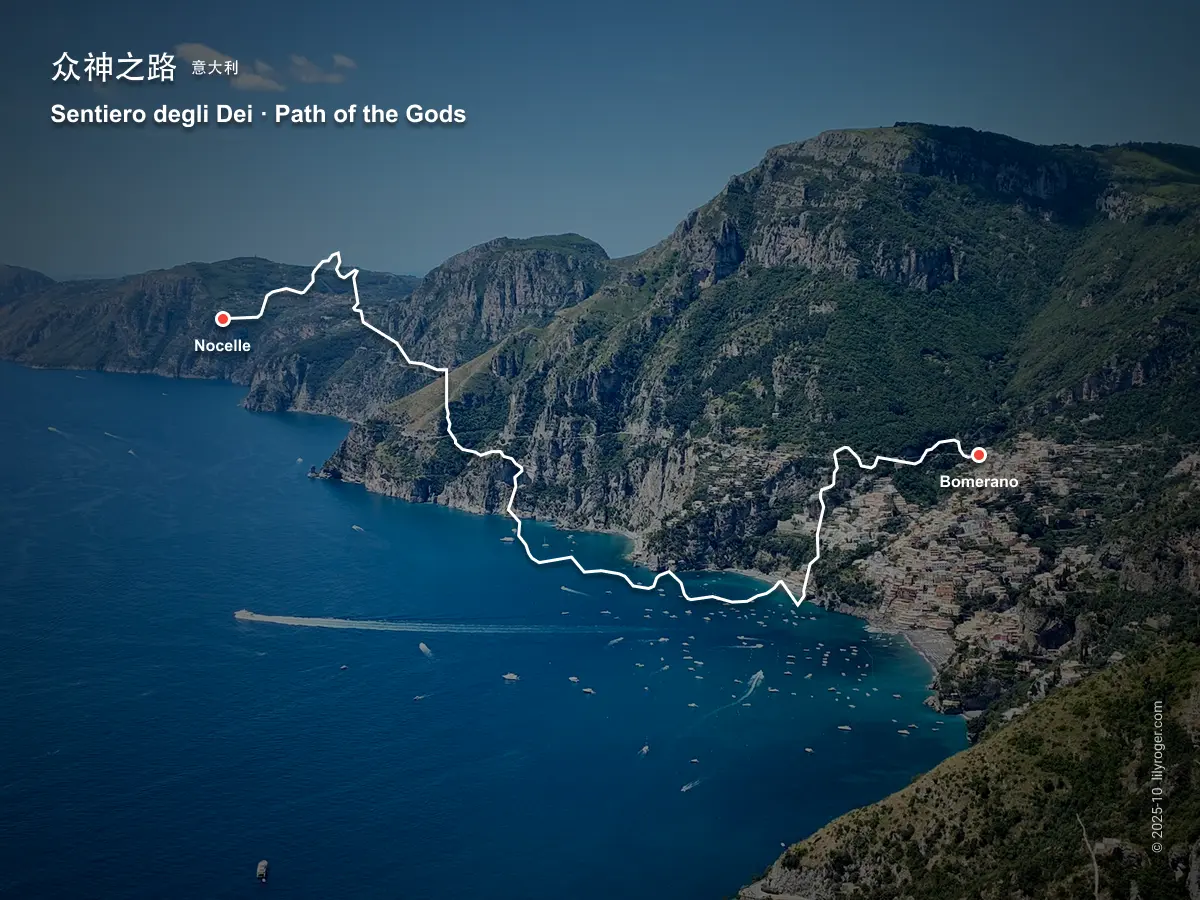 众神之路 意大利
Sentiero degli Dei · Path of the Gods
Nocelle
Bomerano
© 2025-10 lilyroger.com